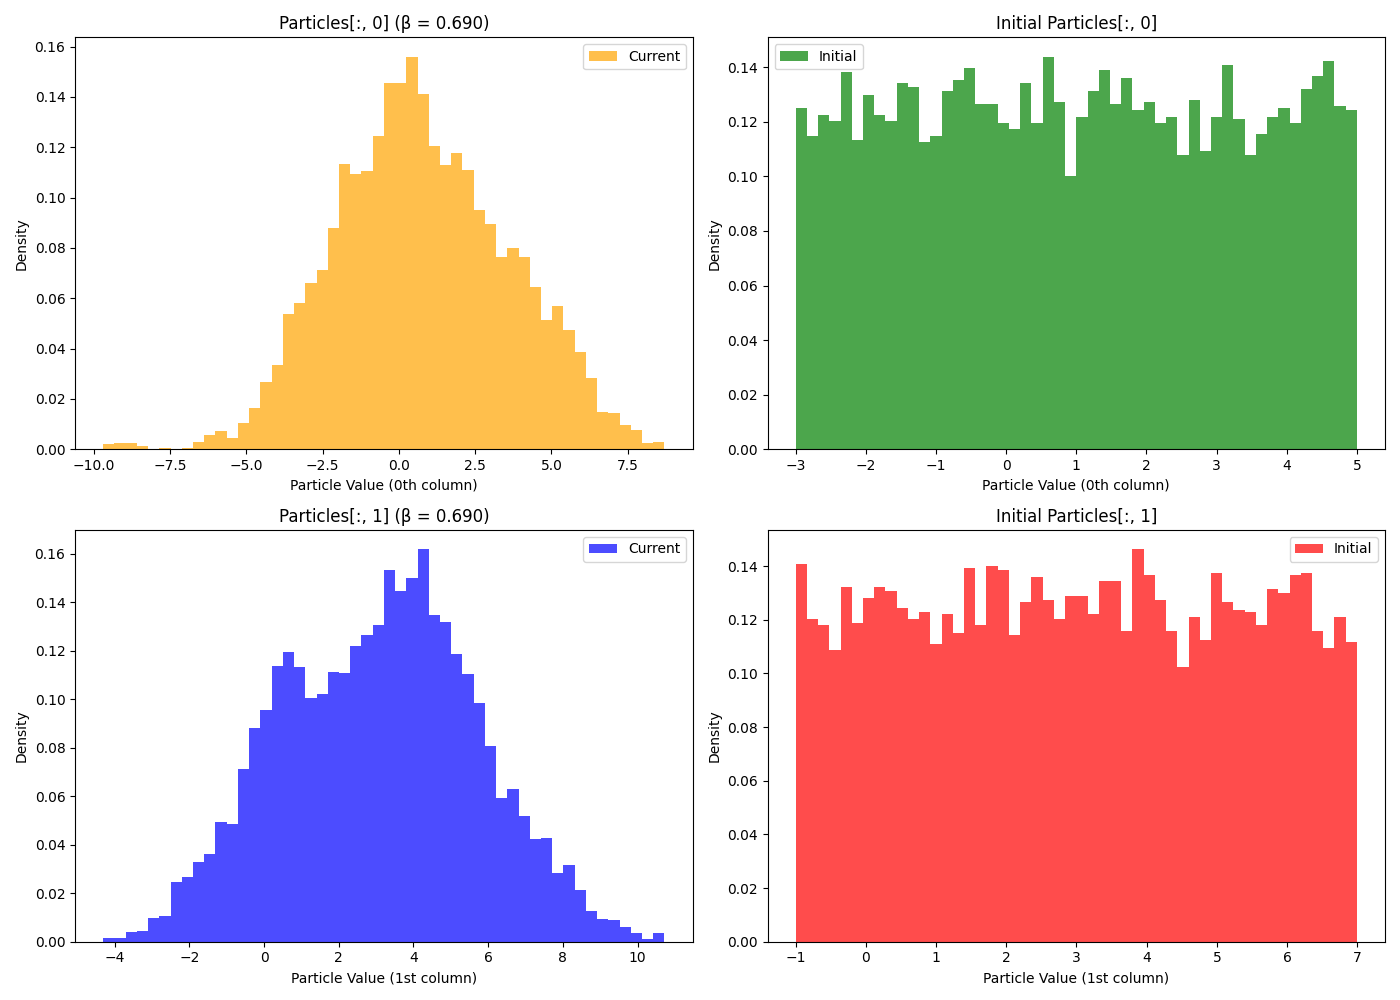 Particles[:, 0] (β = 0.690)
Current
Density
0.16
0.14
0.12
0.10
0.08
0.06
0.04
0.02
0.00
−10.0 −7.5 −5.0 −2.5 0.0 2.5 5.0 7.5
Particle Value (0th column)
Initial Particles[:, 0]
Initial
Density
0.14
0.12
0.10
0.08
0.06
0.04
0.02
0.00
−3 −2 −1 0 1 2 3 4 5
Particle Value (0th column)
Particles[:, 1] (β = 0.690)
Current
Density
0.16
0.14
0.12
0.10
0.08
0.06
0.04
0.02
0.00
−4 −2 0 2 4 6 8 10
Particle Value (1st column)
Initial Particles[:, 1]
Initial
Density
0.14
0.12
0.10
0.08
0.06
0.04
0.02
0.00
−1 0 1 2 3 4 5 6 7
Particle Value (1st column)